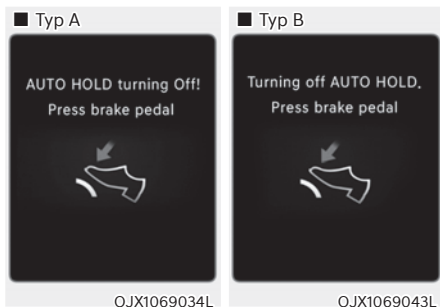 ■ Typ A
AUTO HOLD turning Off!
Press brake pedal
OJX1069034L
■ Typ B
Turning off AUTO HOLD.
Press brake pedal
OJX1069043L